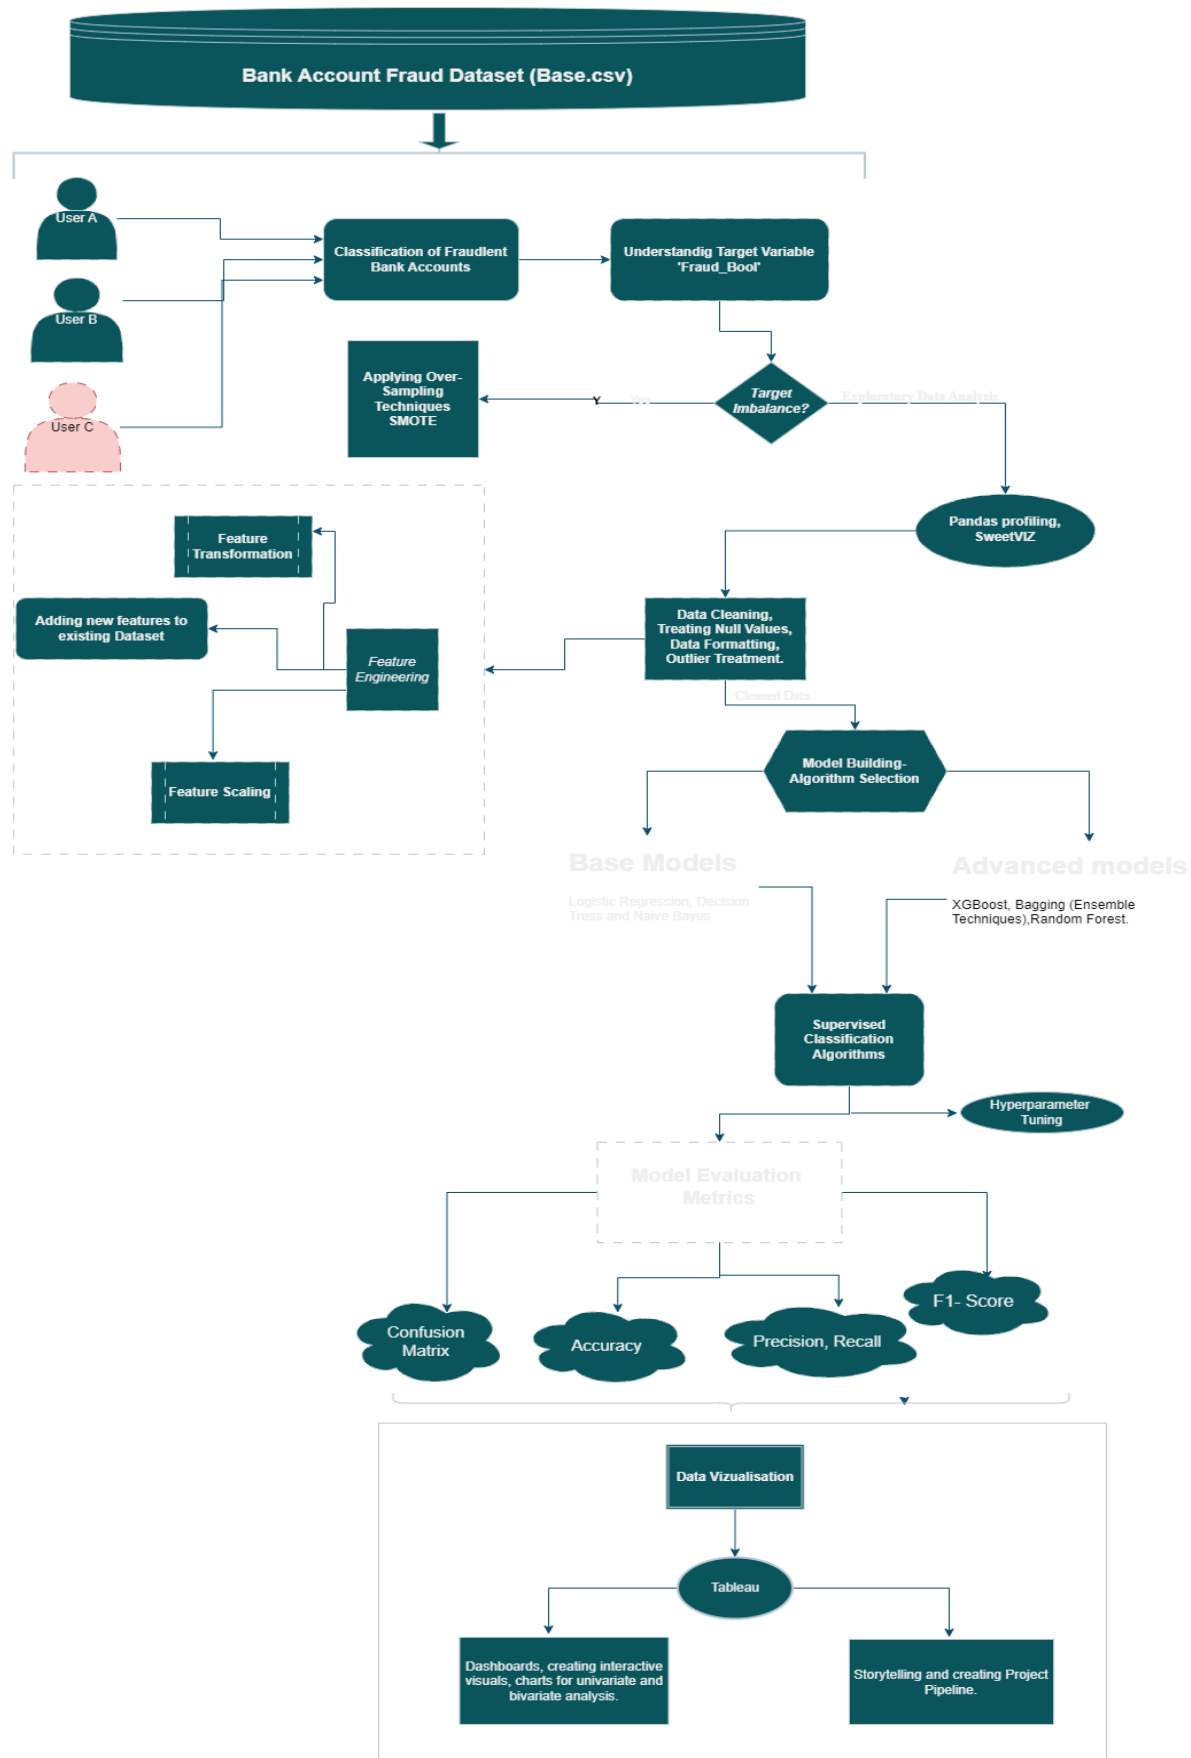 Bank Account Fraud Dataset (Base.csv)
User A
Classification of Fraudlent
Bank Accounts
Understandig Target Variable
'Fraud_Bool'
User B
User C
Applying Over-
Sampling
Techniques
SMOTE
Y
Yes
Target
Imbalance?
Exploratory Data Analysis
Pandas profiling,
SweetVIZ
Feature
Transformation
Adding new features to
existing Dataset
Feature
Engineering
Feature Scaling
Data Cleaning,
Treating Null Values,
Data Formatting,
Outlier Treatment.
Cleaned Data
Model Building-
Algorithm Selection
Base Models
Logistic Regression, Decision
Tress and Naive Bayes
Advanced models
XGBoost, Bagging (Ensemble
Techniques),Random Forest.
Supervised
Classification
Algorithms
Hyperparameter
Tuning
Model Evaluation
Metrics
Confusion
Matrix
Accuracy
Precision, Recall
F1- Score
Data Vizualisation
Tableau
Dashboards, creating interactive
visuals, charts for univariate and
bivariate analysis.
Storytelling and creating Project
Pipeline.